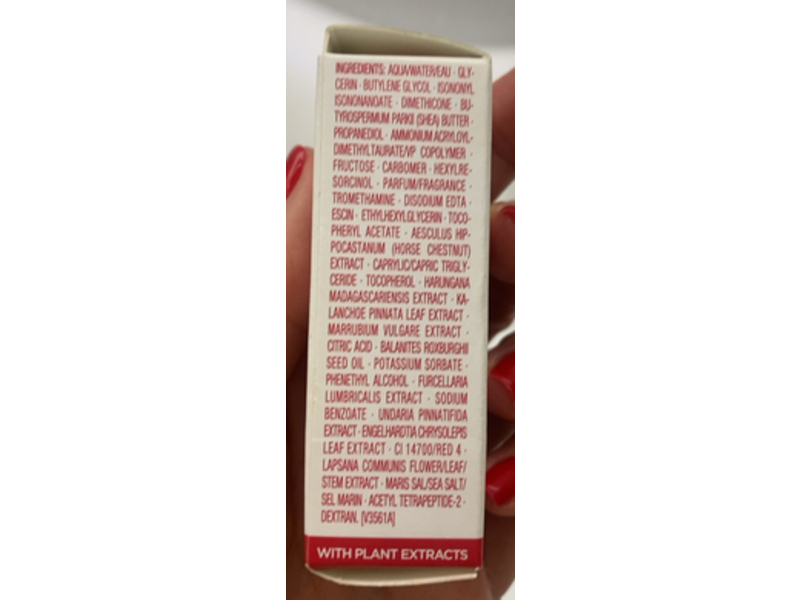 INGREDIENTS: AQUA/WATER/EAU · GLY-
CERIN · BUTYLENE GLYCOL · ISONONYL
ISONONANOATE · DIMETHICONE · BU-
TYROSPERMUM PARKII (SHEA) BUTTER ·
PROPANEDIOL · AMMONIUM ACRYLOYL-
DIMETHYLTAURATE/VP COPOLYMER ·
FRUCTOSE · CARBOMER · HEXYLRE-
SORCINOL · PARFUM/FRAGRANCE ·
TROMETHAMINE · DISODIUM EDTA ·
ESCIN · ETHYLHEXYLGLYCERIN · TOCO-
PHERYL ACETATE · AESCULUS HIP-
POCASTANUM (HORSE CHESTNUT)
EXTRACT · CAPRYLIC/CAPRIC TRIGLY-
CERIDE · TOCOPHEROL · HARUNGANA
MADAGASCARIENSIS EXTRACT · KA-
LANCHOE PINNATA LEAF EXTRACT ·
MARRUBIUM VULGARE EXTRACT ·
CITRIC ACID · BALANITES ROXBURGHII
SEED OIL · POTASSIUM SORBATE ·
PHENETHYL ALCOHOL · FURCELLARIA
LUMBRICALIS EXTRACT · SODIUM
BENZOATE · UNDARIA PINNATIFIDA
EXTRACT · ENGELHARDTIA CHRYSOLEPIS
LEAF EXTRACT · CI 14700/RED 4 ·
LAPSANA COMMUNIS FLOWER/LEAF/
STEM EXTRACT · MARIS SAL/SEA SALT/
SEL MARIN · ACETYL TETRAPEPTIDE-2 ·
DEXTRAN. [V3561A]
WITH PLANT EXTRACTS